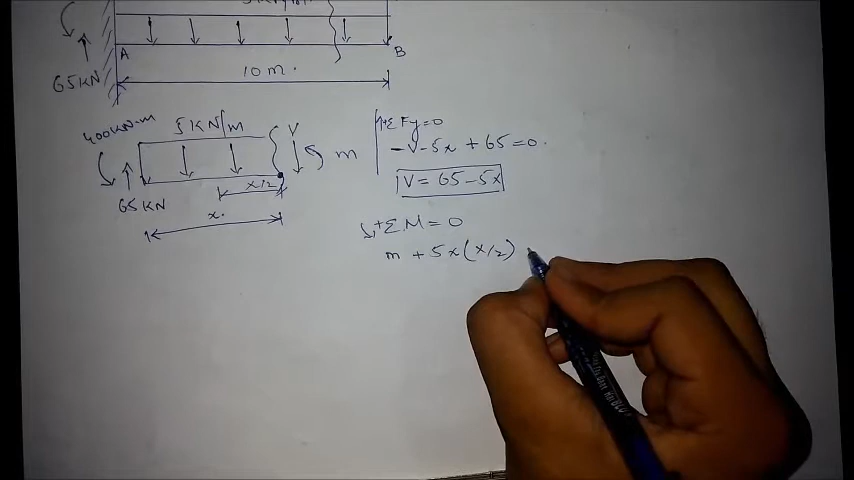 65KN
A
B
10 m.
400KN-m
5KN/m
V
m
65KN
x/2
x.
+ΣFy=0
-V-5x+65=0.
V=65-5x
+ΣM=0
m+5x(x/2)